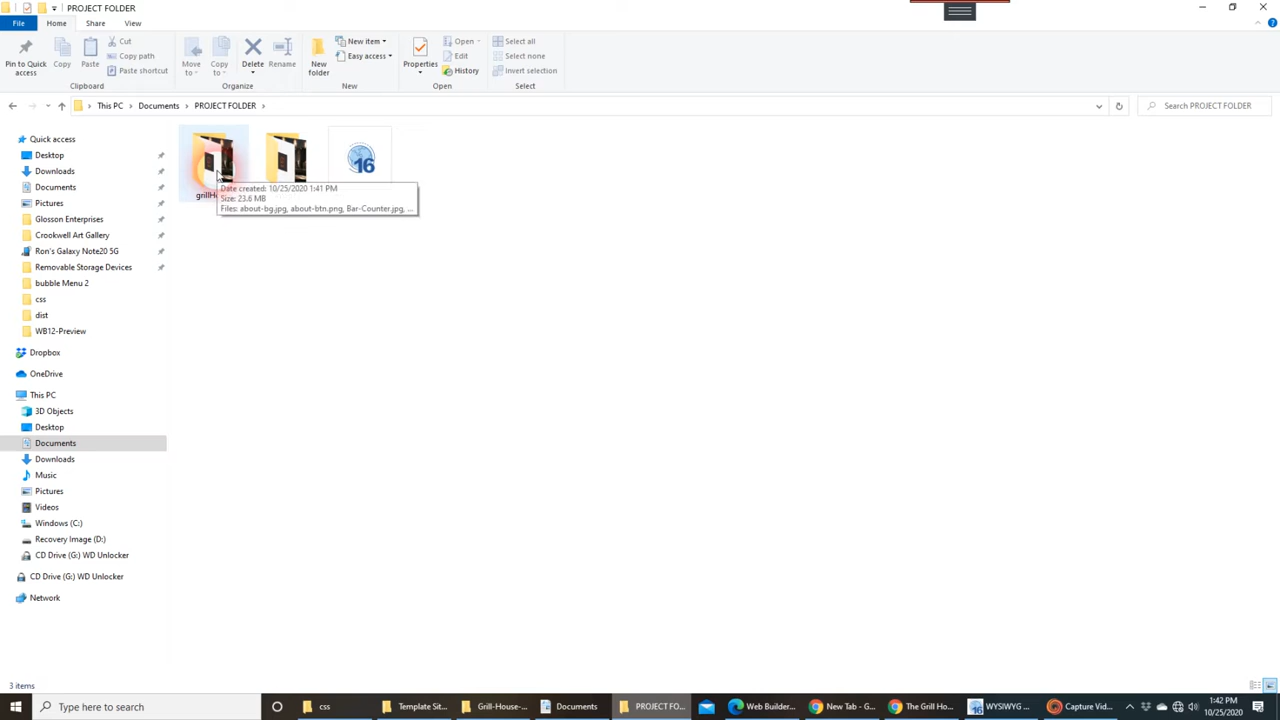 PROJECT FOLDER
File
Home
Share
View
Pin to Quick access
Copy
Paste
Cut
Copy path
Paste shortcut
Clipboard
Move to
Copy to
Delete
Rename
Organize
New folder
New item
Easy access
New
Properties
Open
Edit
History
Open
Select all
Select none
Invert selection
Select
This PC
Documents
PROJECT FOLDER
Search PROJECT FOLDER
Quick access
Desktop
Downloads
Documents
Pictures
Glosson Enterprises
Crookwell Art Gallery
Ron's Galaxy Note20 5G
Removable Storage Devices
bubble Menu 2
css
dist
WB12-Preview
Dropbox
OneDrive
This PC
3D Objects
Desktop
Documents
Downloads
Music
Pictures
Videos
Windows (C:)
Recovery Image (D:)
CD Drive (G:) WD Unlocker
CD Drive (G:) WD Unlocker
Network
16
Date created: 10/25/2020 1:41 PM
Size: 23.6 MB
Files: about-bg.jpg, about-btn.png, Bar-Counter.jpg, ...
3 items
Type here to search
css
Template Sit...
Grill-House-...
Documents
PROJECT FO...
Web Builder...
New Tab - G...
The Grill Ho...
16
WYSIWYG ...
Capture Vid...
1:42 PM
10/25/2020